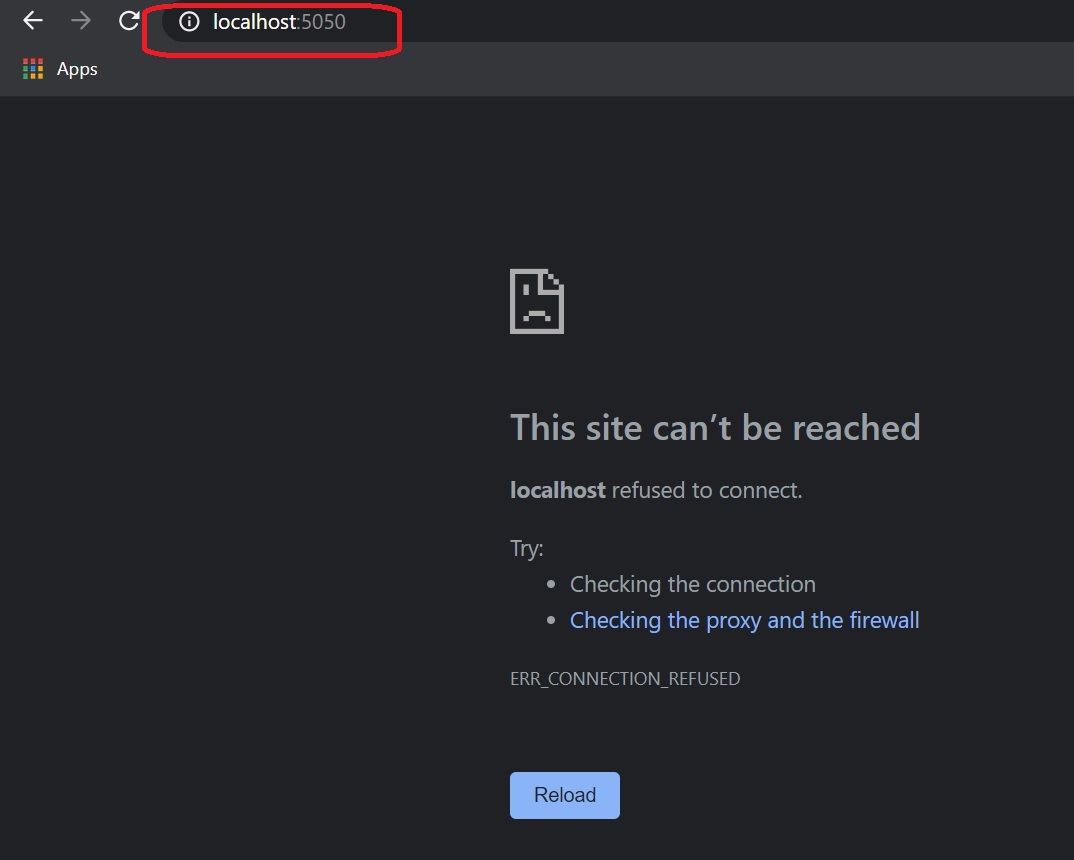 localhost:5050
Apps
This site can’t be reached
localhost refused to connect.
Try:
Checking the connection
Checking the proxy and the firewall
ERR_CONNECTION_REFUSED
Reload